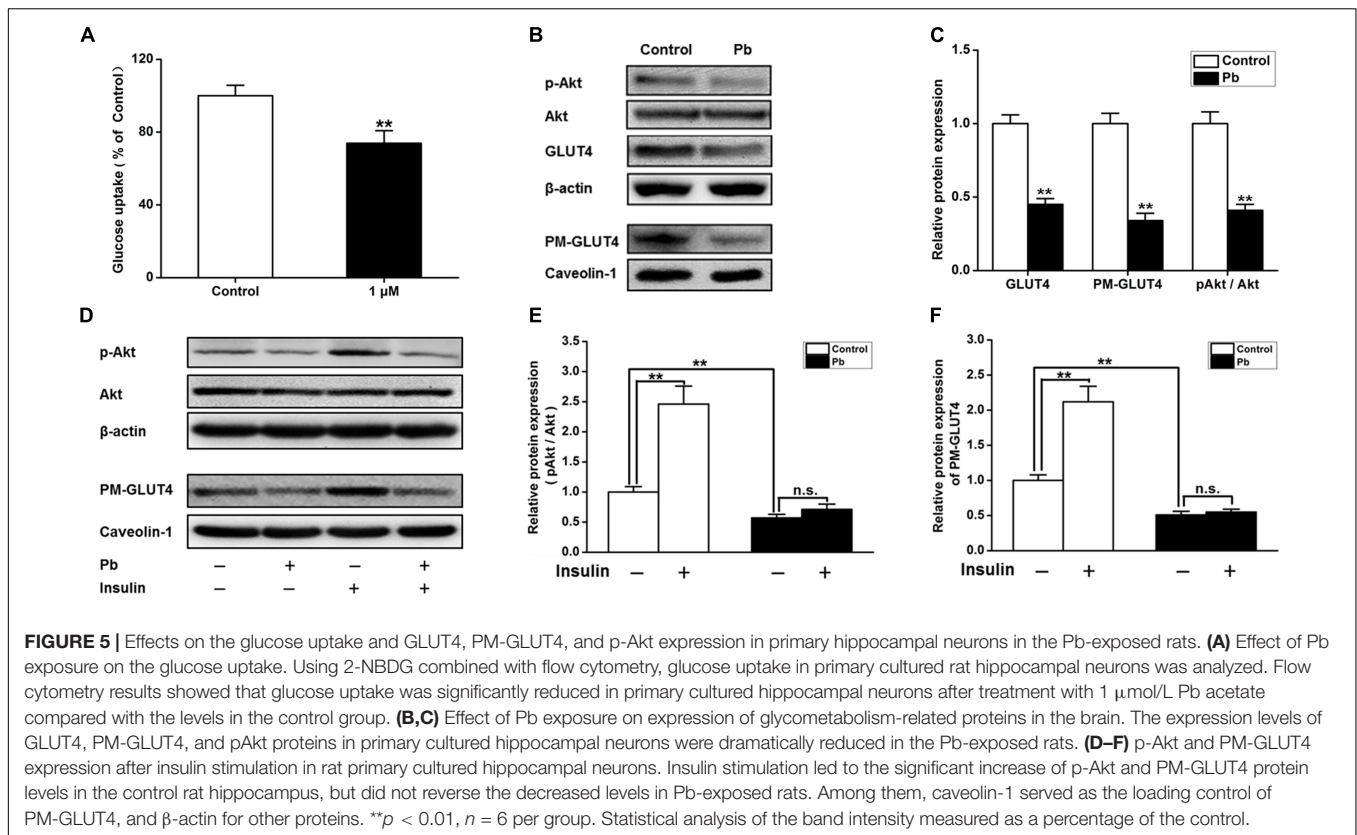 A
Glucose uptake ( % of Control)
120
80
40
0
**
Control
1 μM
B
Control
Pb
p-Akt
Akt
GLUT4
β-actin
PM-GLUT4
Caveolin-1
C
Relative protein expression
1.5
1.0
0.5
0.0
Control
Pb
**
**
**
GLUT4
PM-GLUT4
pAkt / Akt
D
p-Akt
Akt
β-actin
PM-GLUT4
Caveolin-1
Pb − + − +
Insulin − − + +
E
Relative protein expression
( pAkt / Akt)
3.5
3.0
2.5
2.0
1.5
1.0
0.5
0.0
Control
Pb
**
**
n.s.
Insulin − + − +
F
Relative protein expression
of PM-GLUT4
3.0
2.5
2.0
1.5
1.0
0.5
0.0
Control
Pb
**
**
n.s.
Insulin − + − +
FIGURE 5 | Effects on the glucose uptake and GLUT4, PM-GLUT4, and p-Akt expression in primary hippocampal neurons in the Pb-exposed rats. (A) Effect of Pb
exposure on the glucose uptake. Using 2-NBDG combined with flow cytometry, glucose uptake in primary cultured rat hippocampal neurons was analyzed. Flow
cytometry results showed that glucose uptake was significantly reduced in primary cultured hippocampal neurons after treatment with 1 μmol/L Pb acetate
compared with the levels in the control group. (B,C) Effect of Pb exposure on expression of glycometabolism-related proteins in the brain. The expression levels of
GLUT4, PM-GLUT4, and pAkt proteins in primary cultured hippocampal neurons were dramatically reduced in the Pb-exposed rats. (D–F) p-Akt and PM-GLUT4
expression after insulin stimulation in rat primary cultured hippocampal neurons. Insulin stimulation led to the significant increase of p-Akt and PM-GLUT4 protein
levels in the control rat hippocampus, but did not reverse the decreased levels in Pb-exposed rats. Among them, caveolin-1 served as the loading control of
PM-GLUT4, and β-actin for other proteins. **p < 0.01, n = 6 per group. Statistical analysis of the band intensity measured as a percentage of the control.